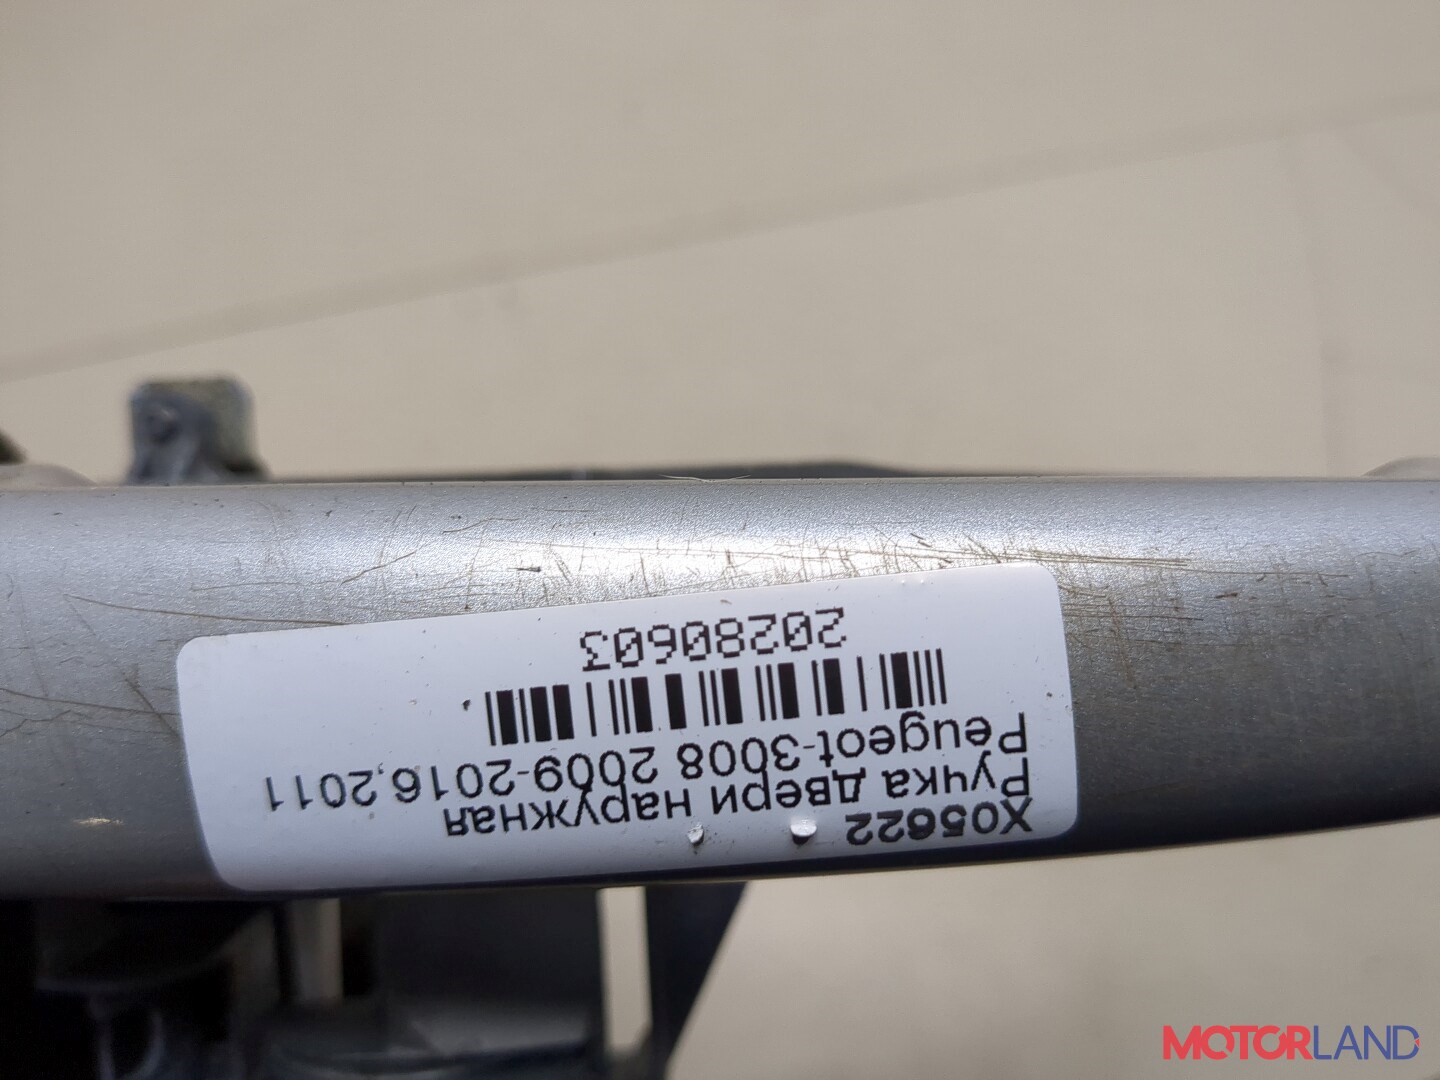 X05622
Ручка двери наружная
Peugeot-3008 2009-2016,2011
20280603
MOTORLAND